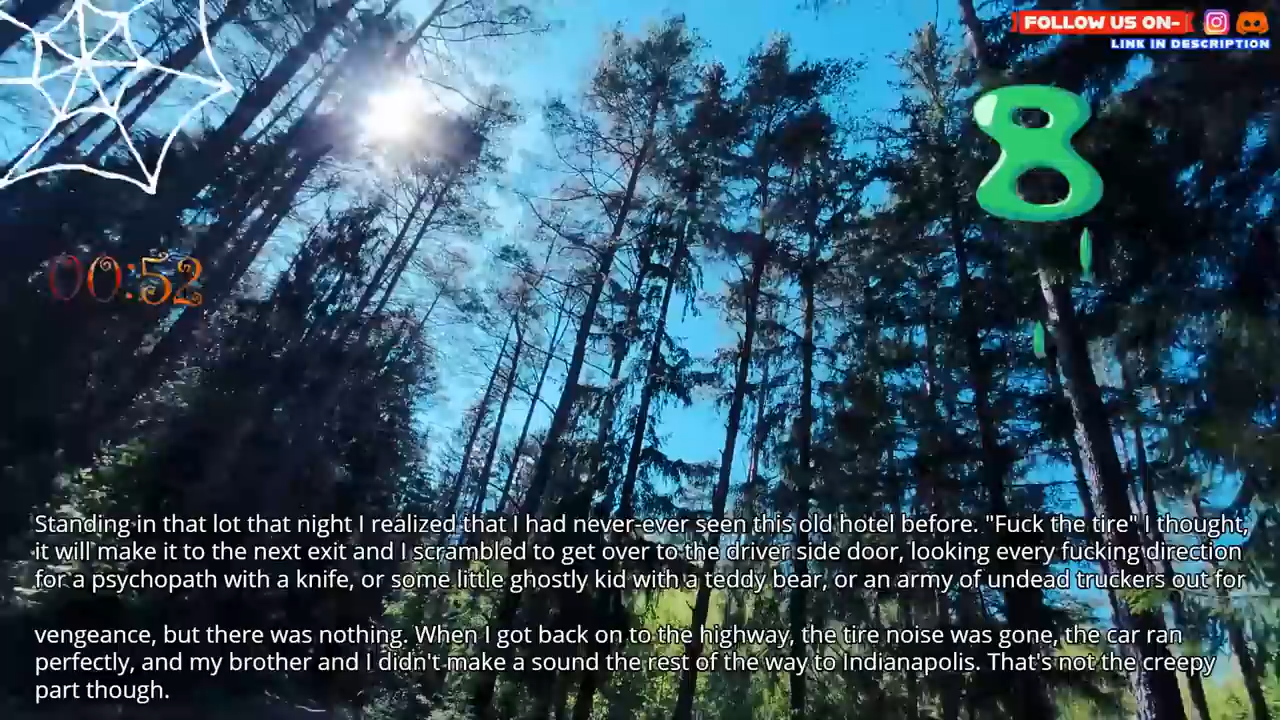 FOLLOW US ON-
LINK IN DESCRIPTION
8
00:52
Standing in that lot that night I realized that I had never-ever seen this old hotel before. "Fuck the tire" I thought,
it will make it to the next exit and I scrambled to get over to the driver side door, looking every fucking direction
for a psychopath with a knife, or some little ghostly kid with a teddy bear, or an army of undead truckers out for
vengeance, but there was nothing. When I got back on to the highway, the tire noise was gone, the car ran
perfectly, and my brother and I didn't make a sound the rest of the way to Indianapolis. That's not the creepy
part though.